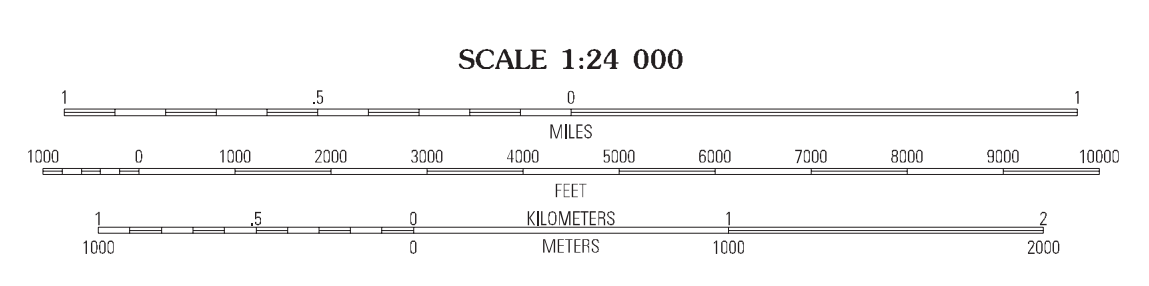 SCALE 1:24 000
1 .5 0 1
MILES
1000 0 1000 2000 3000 4000 5000 6000 7000 8000 9000 10000
FEET
1 .5 0 KILOMETERS 1 2
1000 0 METERS 1000 2000